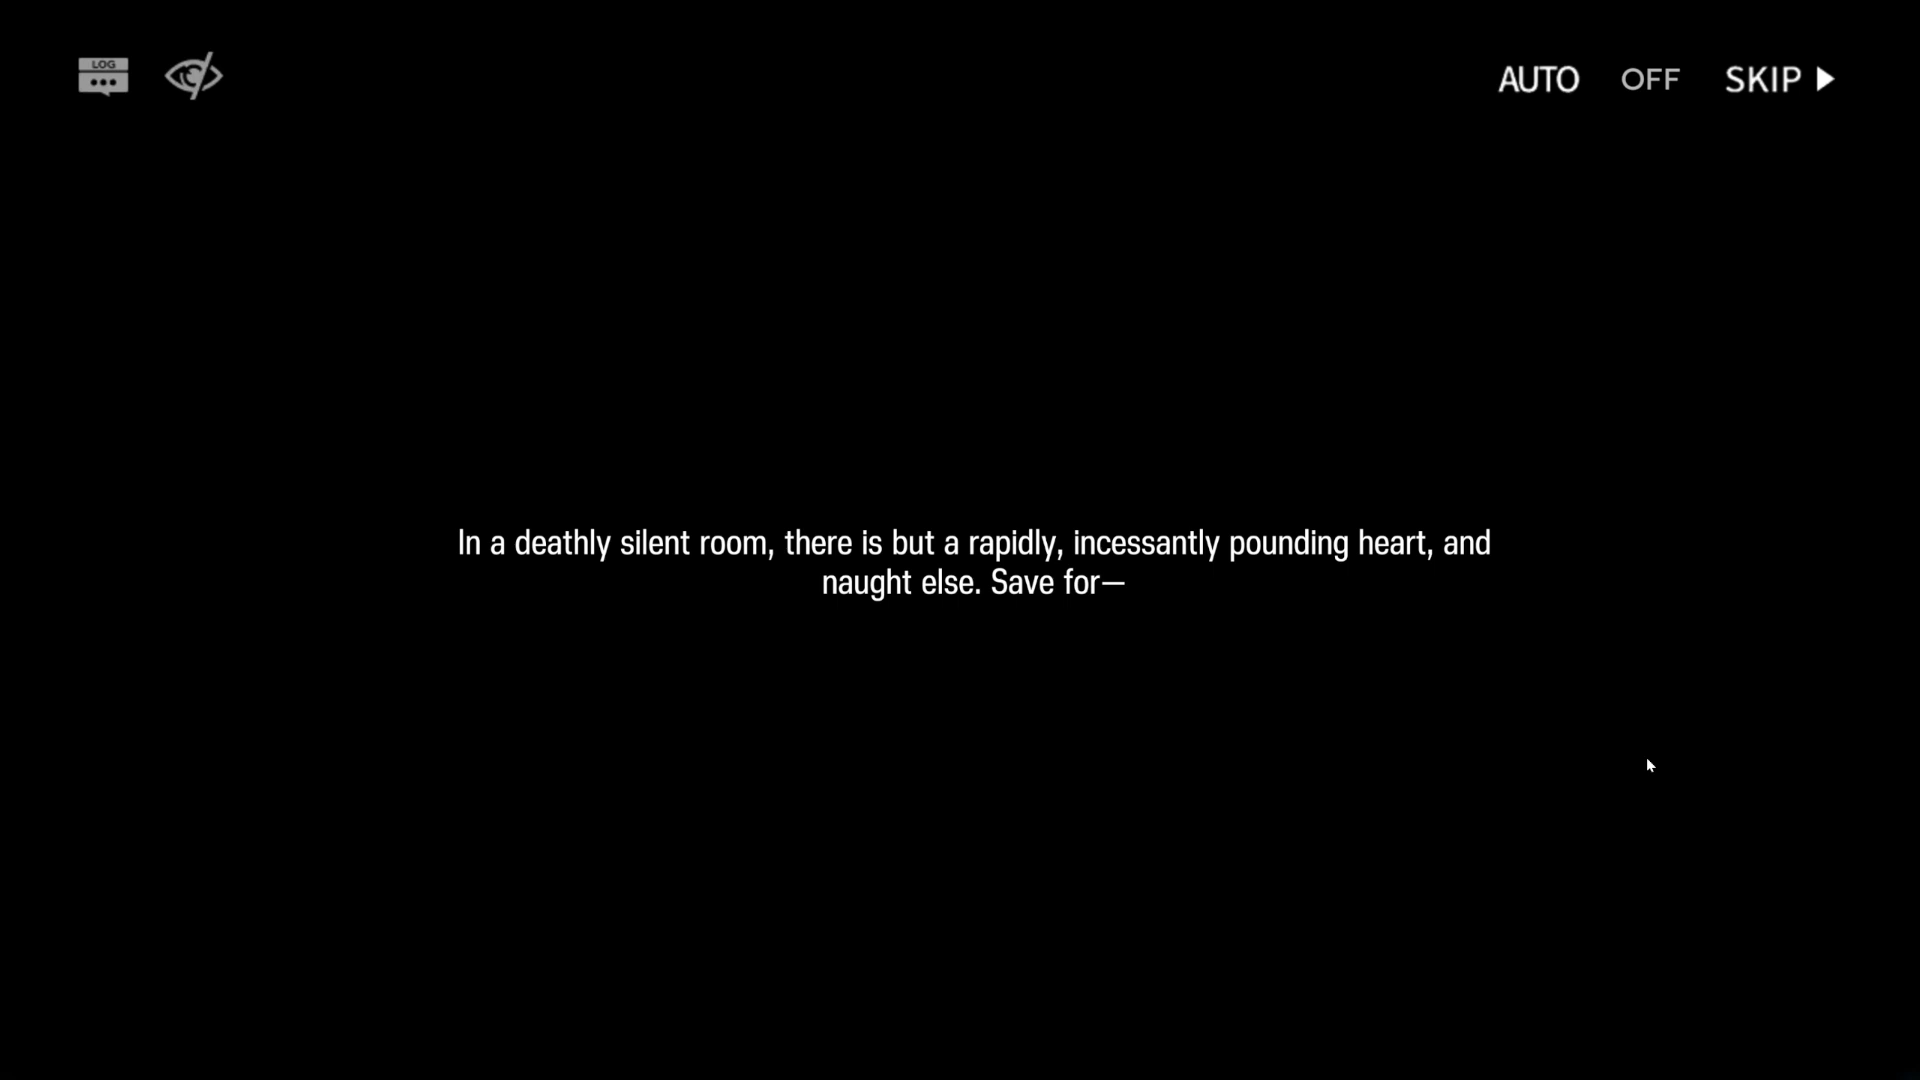 LOG
AUTO OFF SKIP
In a deathly silent room, there is but a rapidly, incessantly pounding heart, and
naught else. Save for—